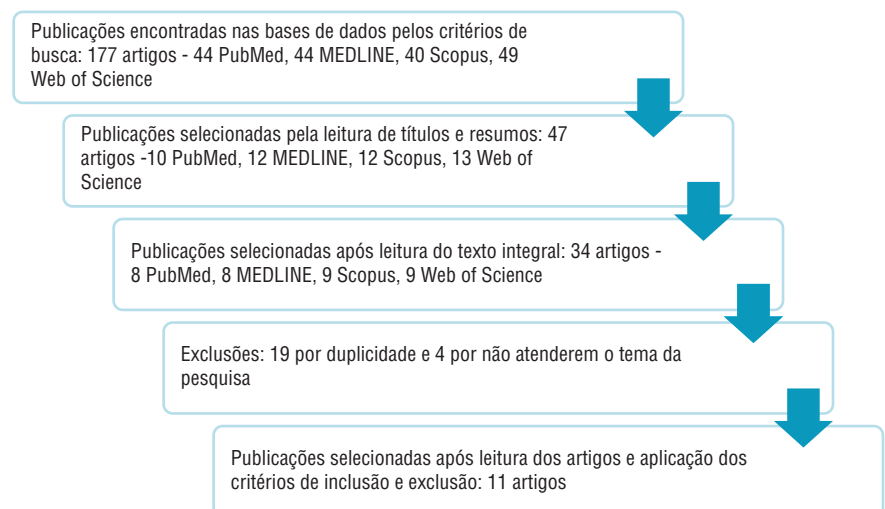 Publicações encontradas nas bases de dados pelos critérios de
busca: 177 artigos - 44 PubMed, 44 MEDLINE, 40 Scopus, 49
Web of Science
Publicações selecionadas pela leitura de títulos e resumos: 47
artigos -10 PubMed, 12 MEDLINE, 12 Scopus, 13 Web of
Science
Publicações selecionadas após leitura do texto integral: 34 artigos -
8 PubMed, 8 MEDLINE, 9 Scopus, 9 Web of Science
Exclusões: 19 por duplicidade e 4 por não atenderem o tema da
pesquisa
Publicações selecionadas após leitura dos artigos e aplicação dos
critérios de inclusão e exclusão: 11 artigos